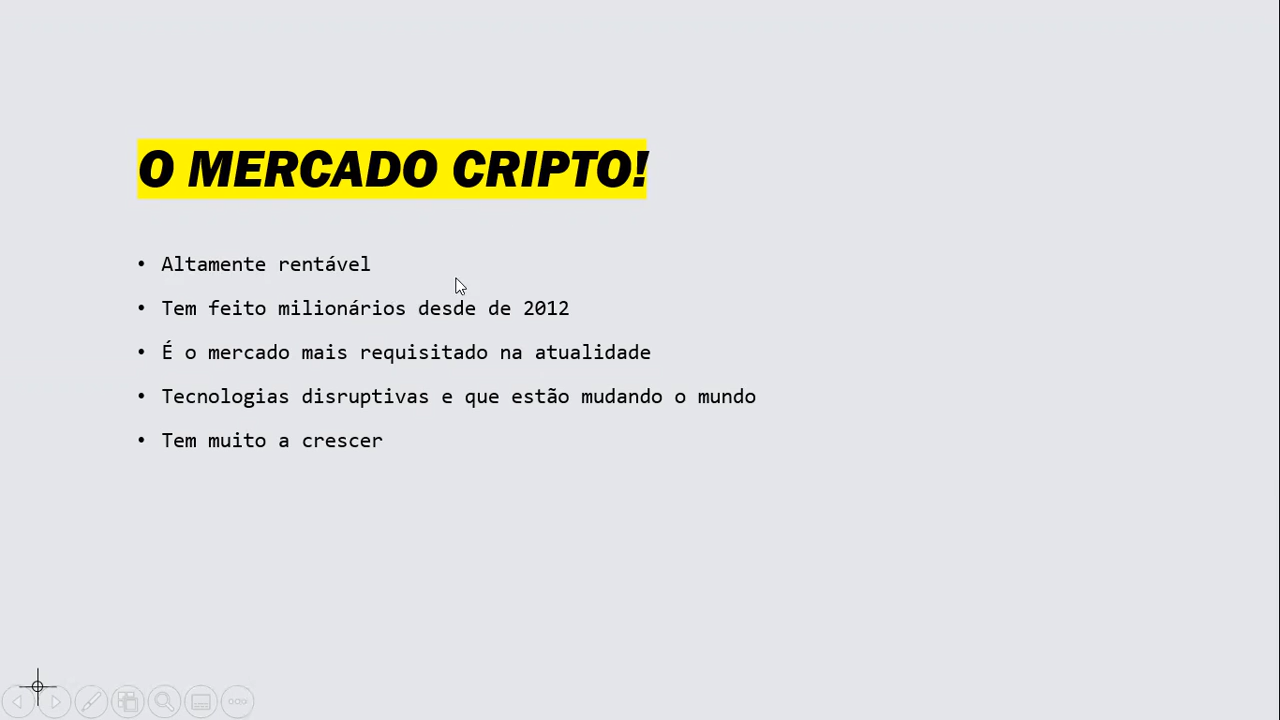 O MERCADO CRIPTO!
• Altamente rentável
• Tem feito milionários desde de 2012
• É o mercado mais requisitado na atualidade
• Tecnologias disruptivas e que estão mudando o mundo
• Tem muito a crescer